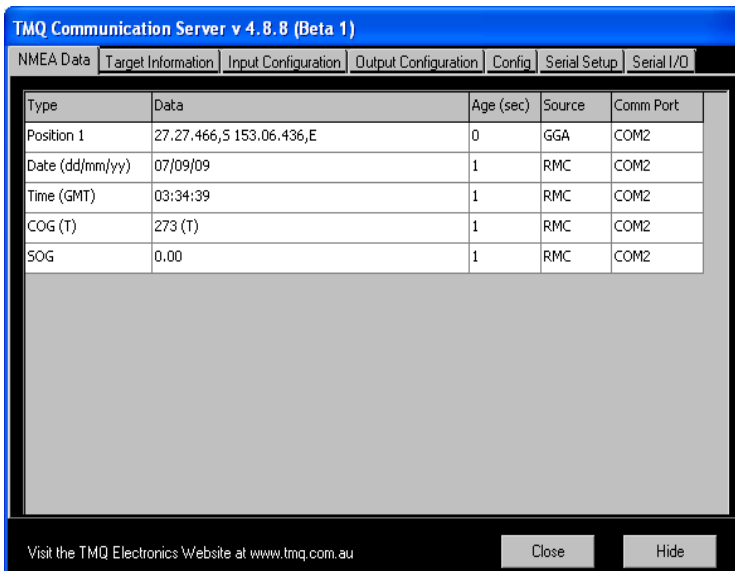 TMQ Communication Server v 4.8.8 (Beta 1)
NMEA Data Target Information Input Configuration Output Configuration Config Serial Setup Serial I/O
Type Data Age (sec) Source Comm Port
Position 1 27.27.466,S 153.06.436,E 0 GGA COM2
Date (dd/mm/yy) 07/09/09 1 RMC COM2
Time (GMT) 03:34:39 1 RMC COM2
COG (T) 273 (T) 1 RMC COM2
SOG 0.00 1 RMC COM2
Visit the TMQ Electronics Website at www.tmq.com.au Close Hide